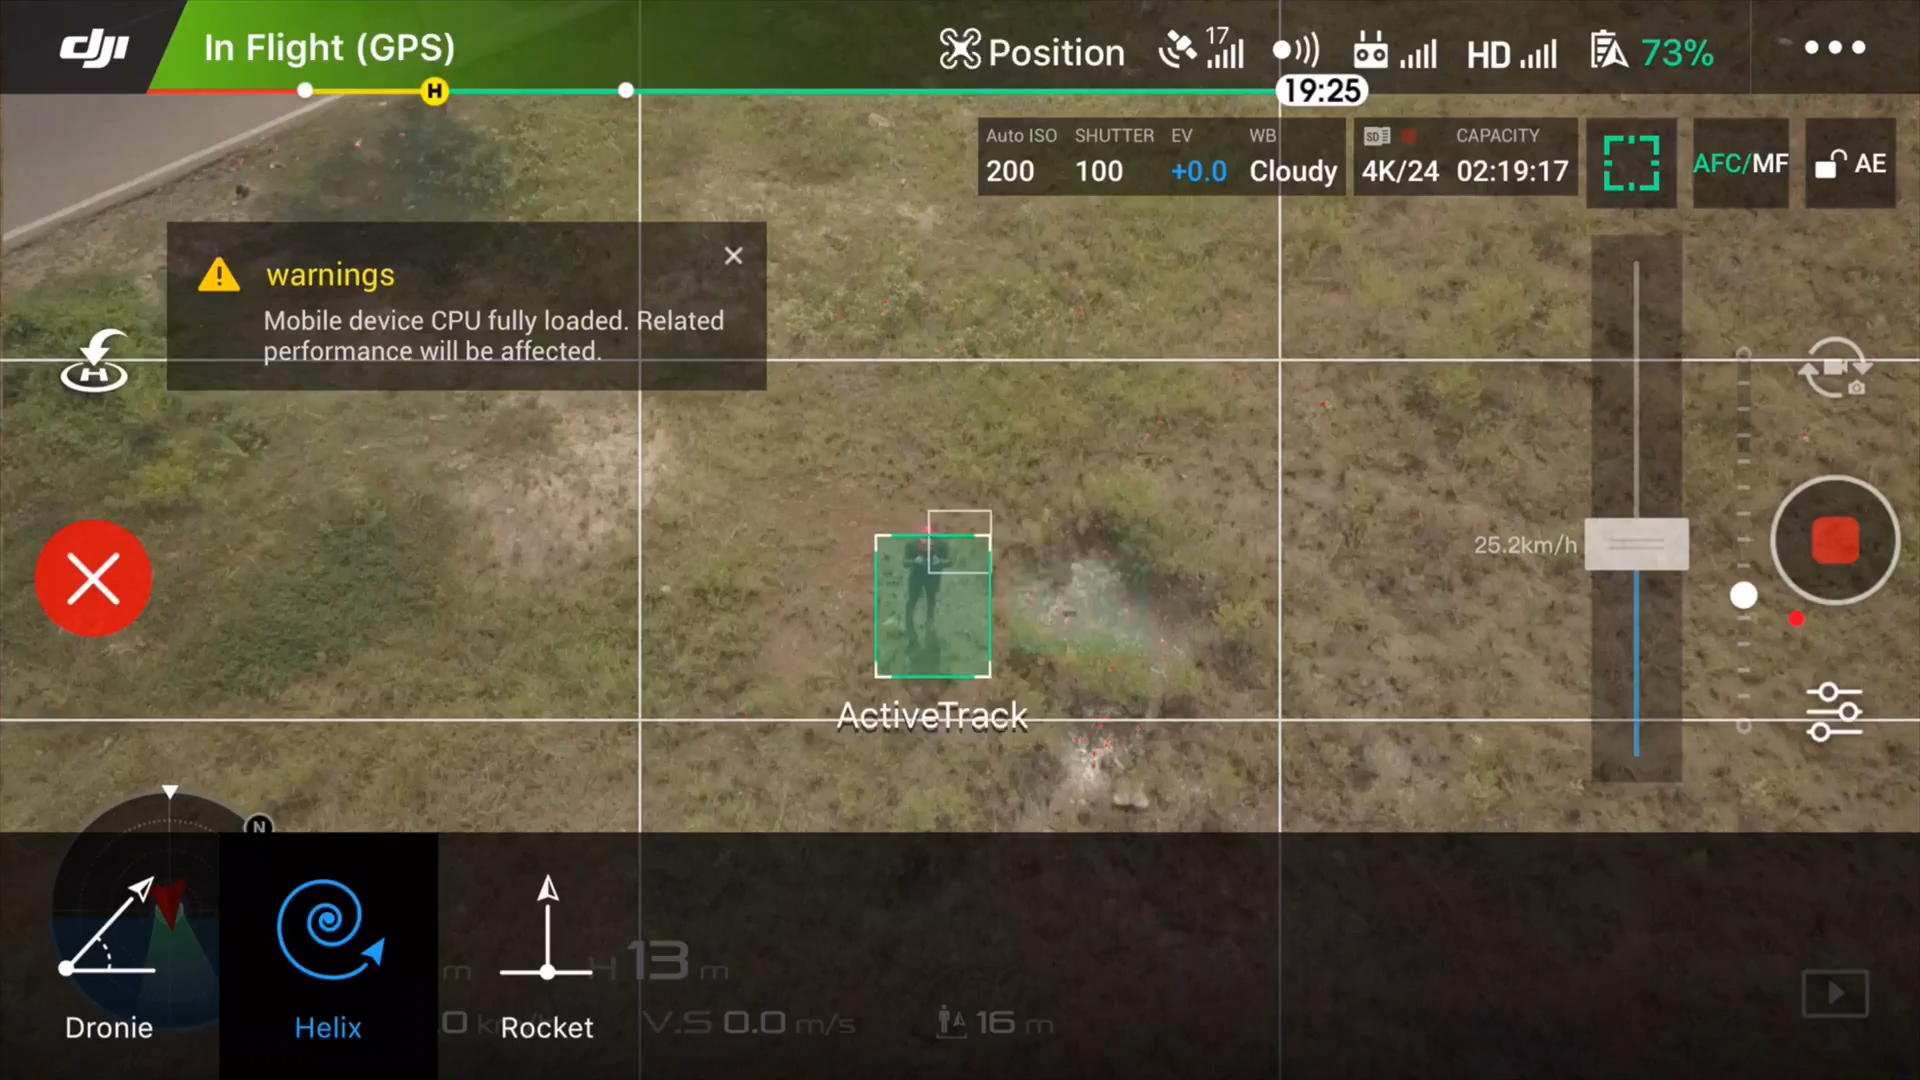 dji
In Flight (GPS)
Position
17
HD
73%
H
19:25
Auto ISO
200
SHUTTER
100
EV
+0.0
WB
Cloudy
SD
4K/24
CAPACITY
02:19:17
AFC/MF
AE
warnings
Mobile device CPU fully loaded. Related
performance will be affected.
H
25.2km/h
ActiveTrack
N
m
H 13 m
Dronie
Helix
Rocket
.0 km/h
V.S 0.0 m/s
16 m